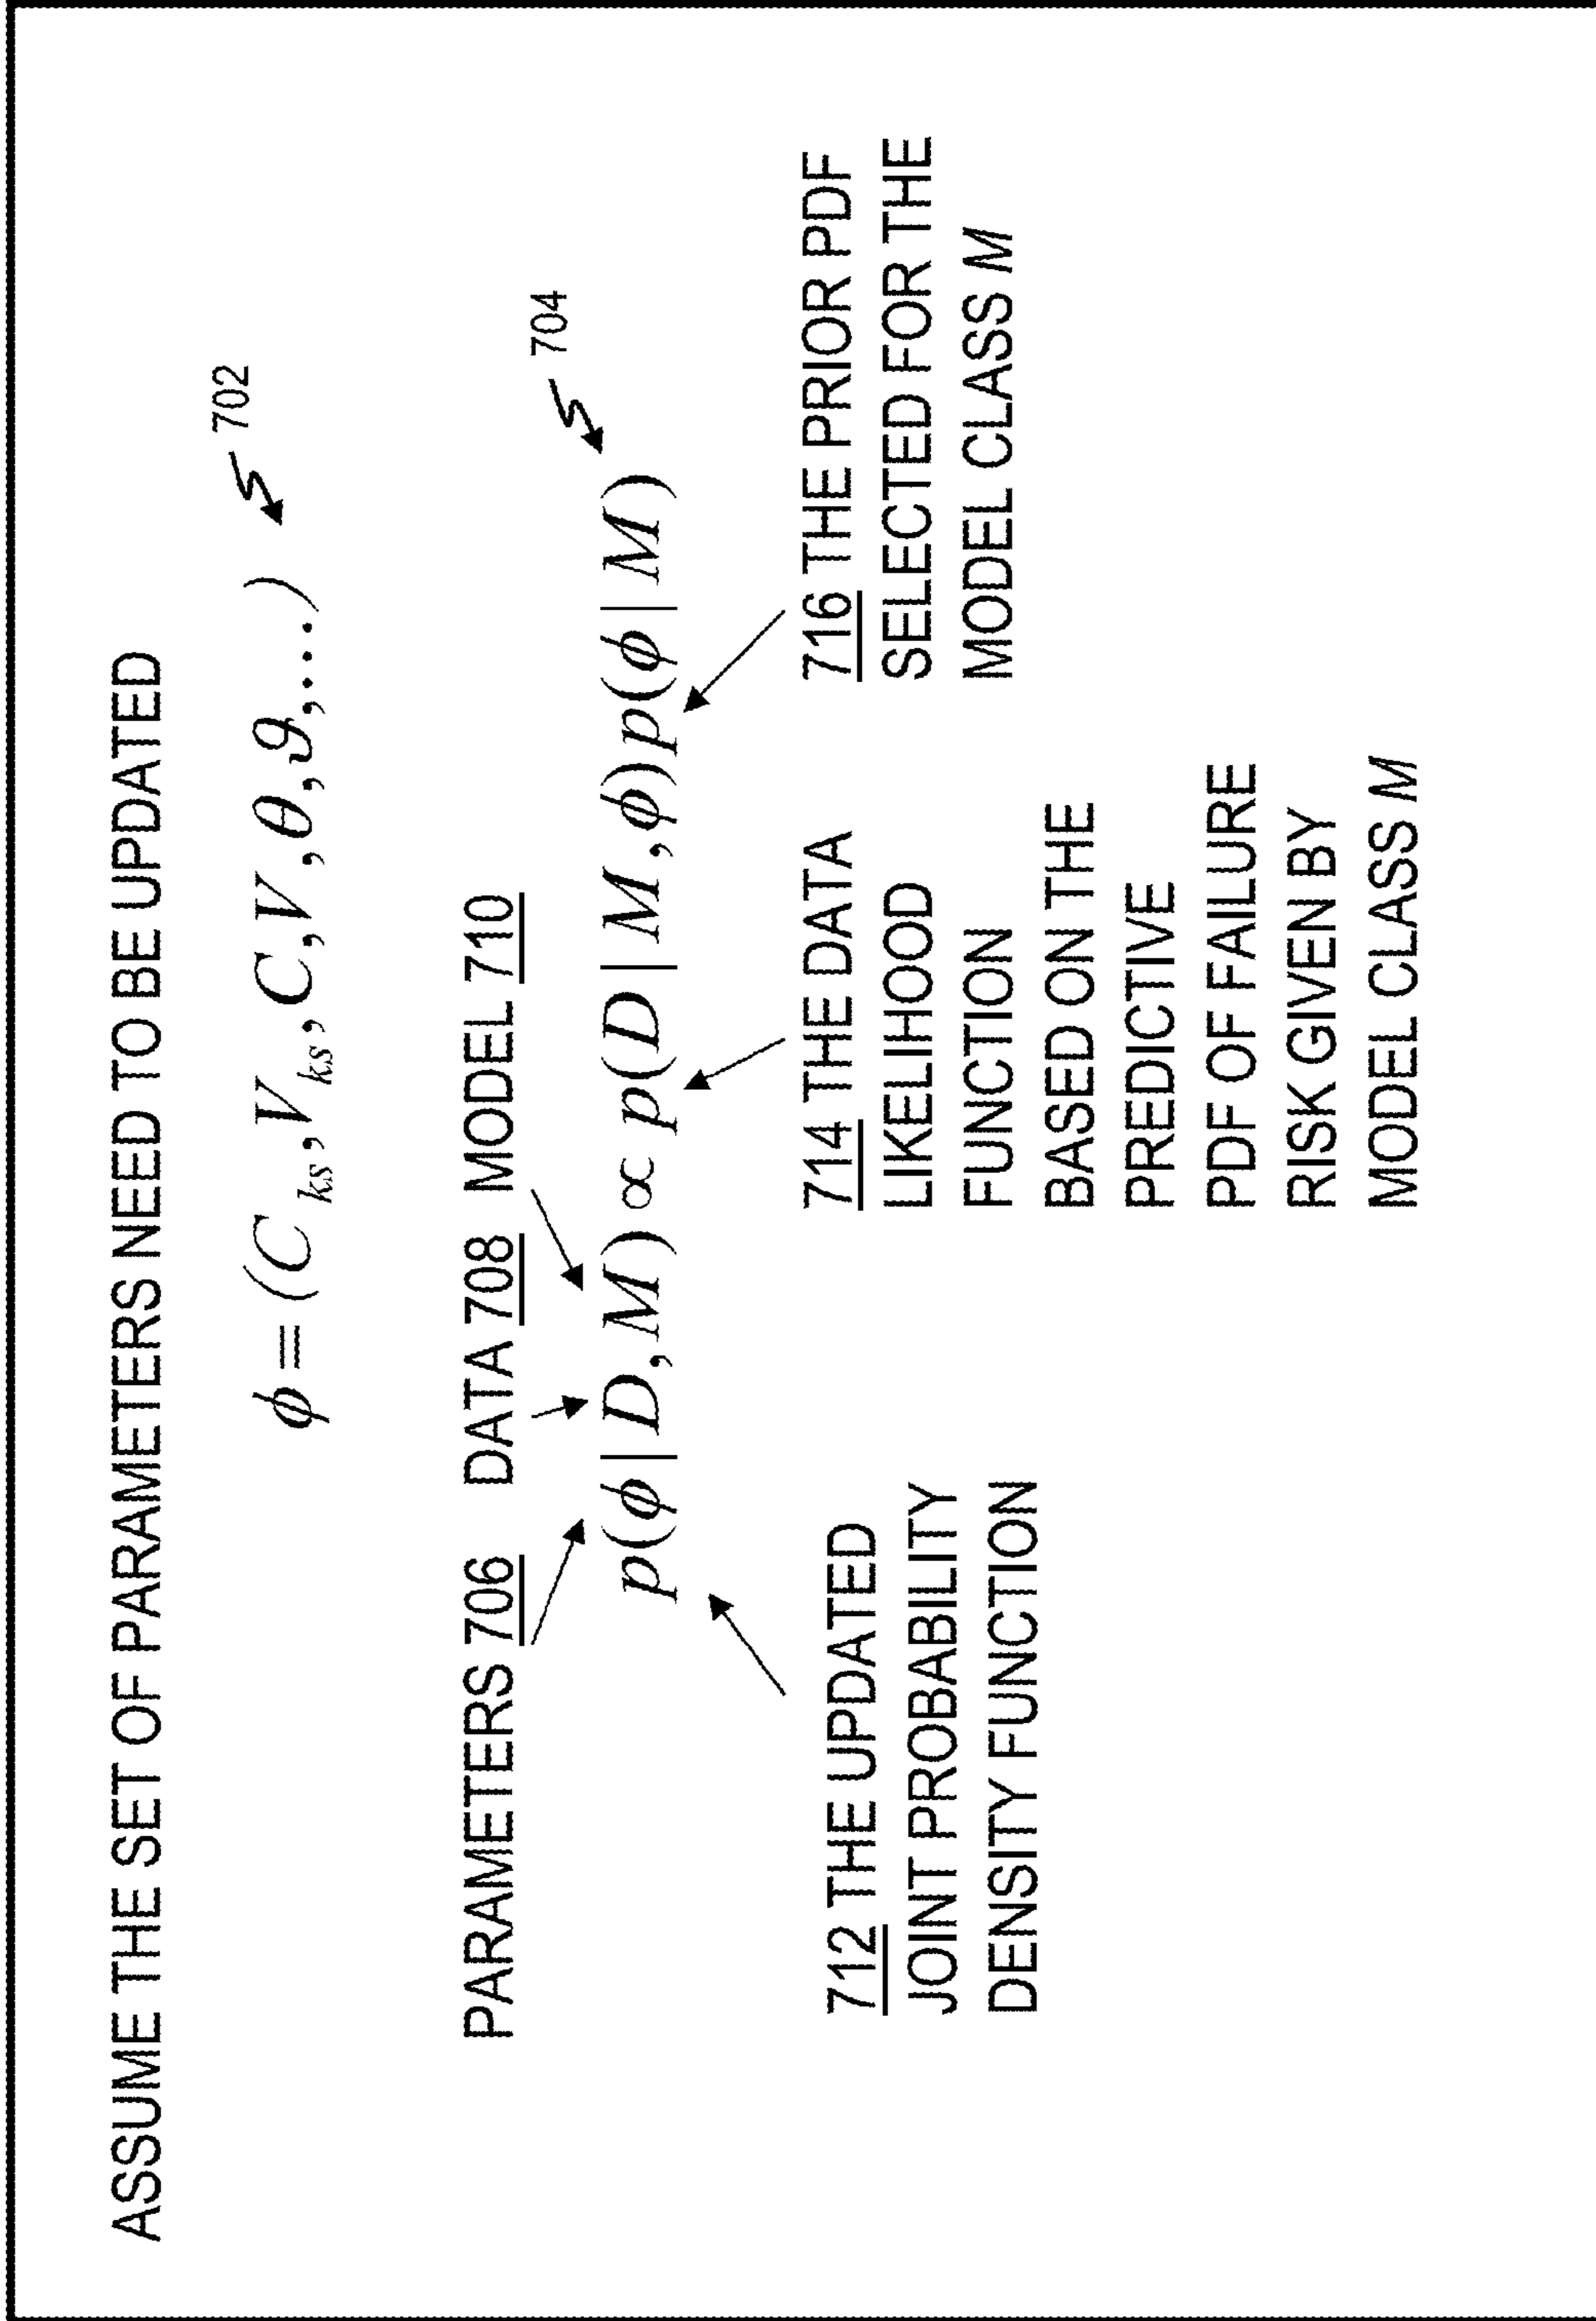 ASSUME THE SET OF PARAMETERS NEED TO BE UPDATED
702
ϕ ≡ (C_ks, V_ks, C, V, θ, ϑ, ....)
PARAMETERS 706 DATA 708 MODEL 710
704
p(ϕ | D, M) ∝ p(D | M, ϕ) p(ϕ | M)
712 THE UPDATED
JOINT PROBABILITY
DENSITY FUNCTION
714 THE DATA
LIKELIHOOD
FUNCTION
BASED ON THE
PREDICTIVE
PDF OF FAILURE
RISK GIVEN BY
MODEL CLASS M
716 THE PRIOR PDF
SELECTED FOR THE
MODEL CLASS M